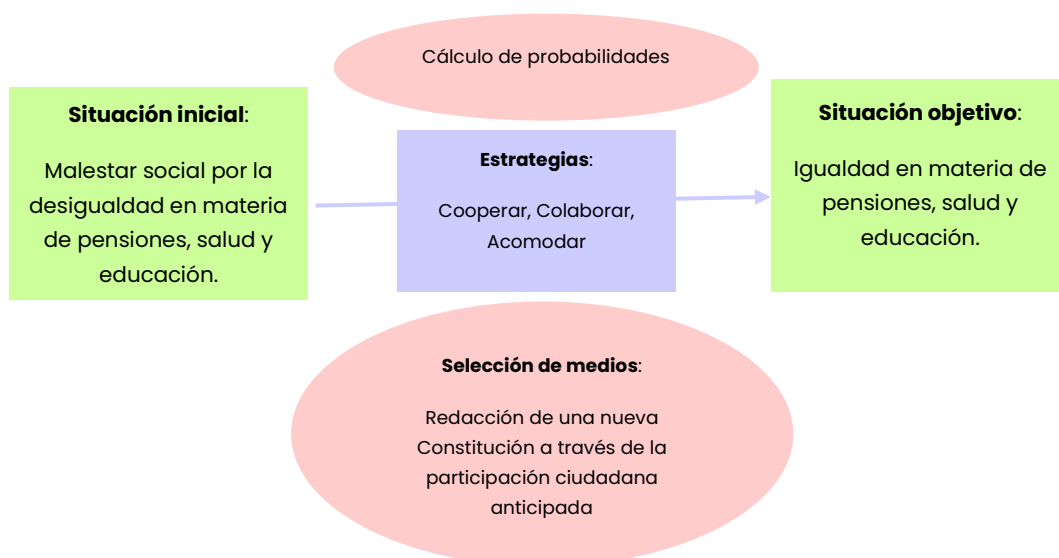 Cálculo de probabilidades
Situación inicial:
Malestar social por la
desigualdad en materia
de pensiones, salud y
educación.
Estrategias:
Cooperar, Colaborar,
Acomodar
Situación objetivo:
Igualdad en materia de
pensiones, salud y
educación.
Selección de medios:
Redacción de una nueva
Constitución a través de la
participación ciudadana
anticipada